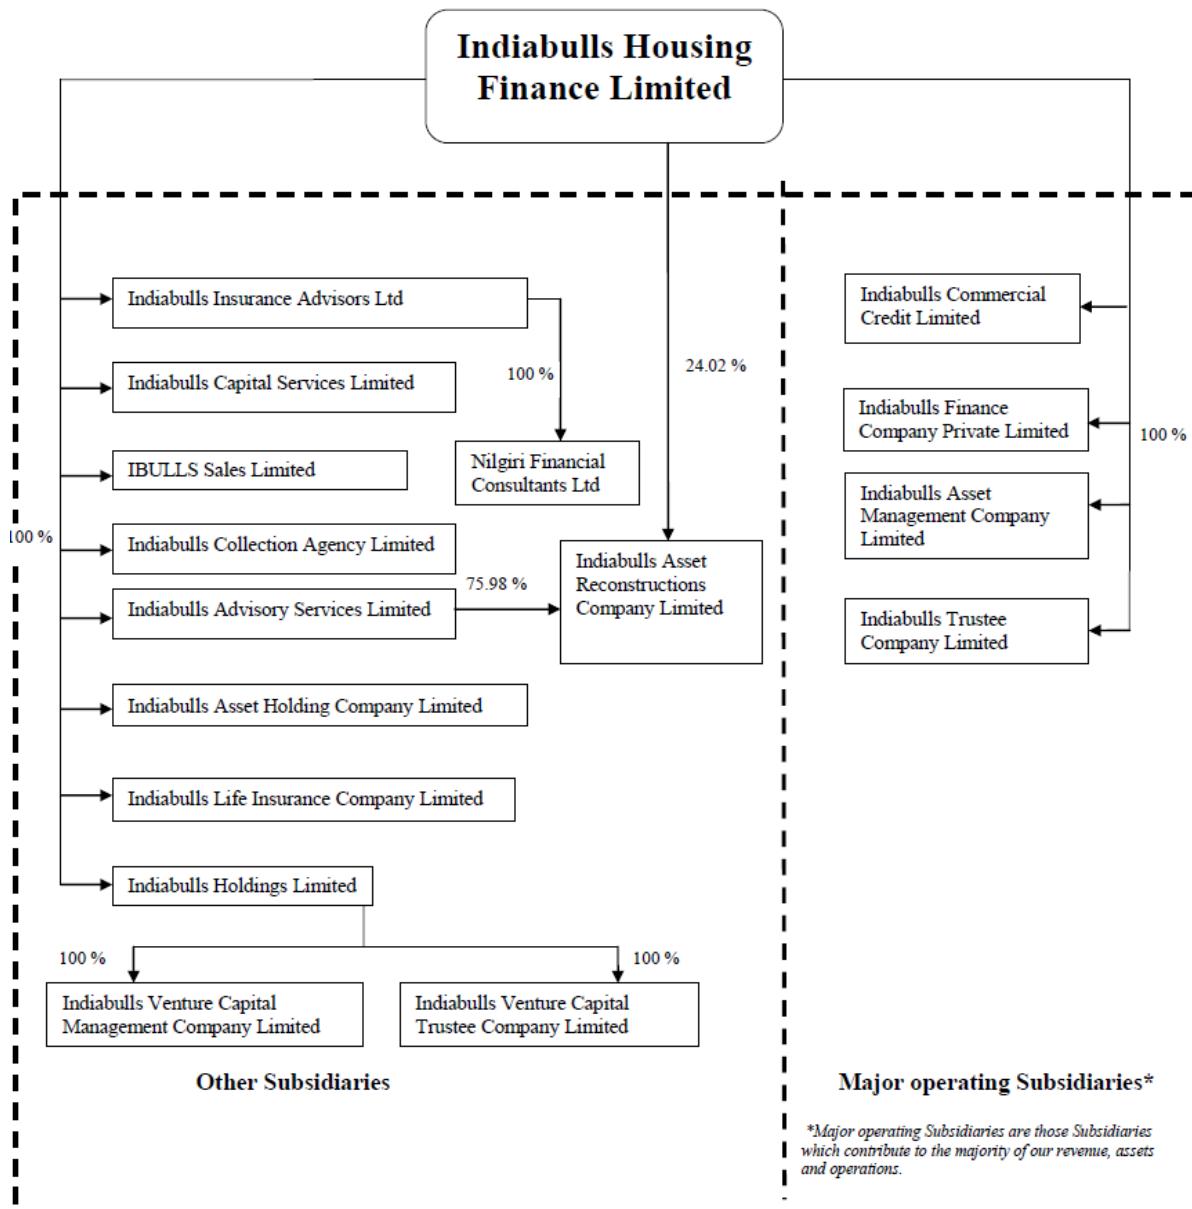 Indiabulls Housing
Finance Limited
Indiabulls Insurance Advisors Ltd
Indiabulls Capital Services Limited
100 %
IBULLS Sales Limited
Nilgiri Financial
Consultants Ltd
100 %
Indiabulls Collection Agency Limited
Indiabulls Advisory Services Limited
75.98 %
24.02 %
Indiabulls Asset
Reconstructions
Company Limited
Indiabulls Asset Holding Company Limited
Indiabulls Life Insurance Company Limited
Indiabulls Holdings Limited
100 %
100 %
Indiabulls Venture Capital
Management Company Limited
Indiabulls Venture Capital
Trustee Company Limited
Other Subsidiaries
Indiabulls Commercial
Credit Limited
Indiabulls Finance
Company Private Limited
100 %
Indiabulls Asset
Management Company
Limited
Indiabulls Trustee
Company Limited
Major operating Subsidiaries*
*Major operating Subsidiaries are those Subsidiaries
which contribute to the majority of our revenue, assets
and operations.